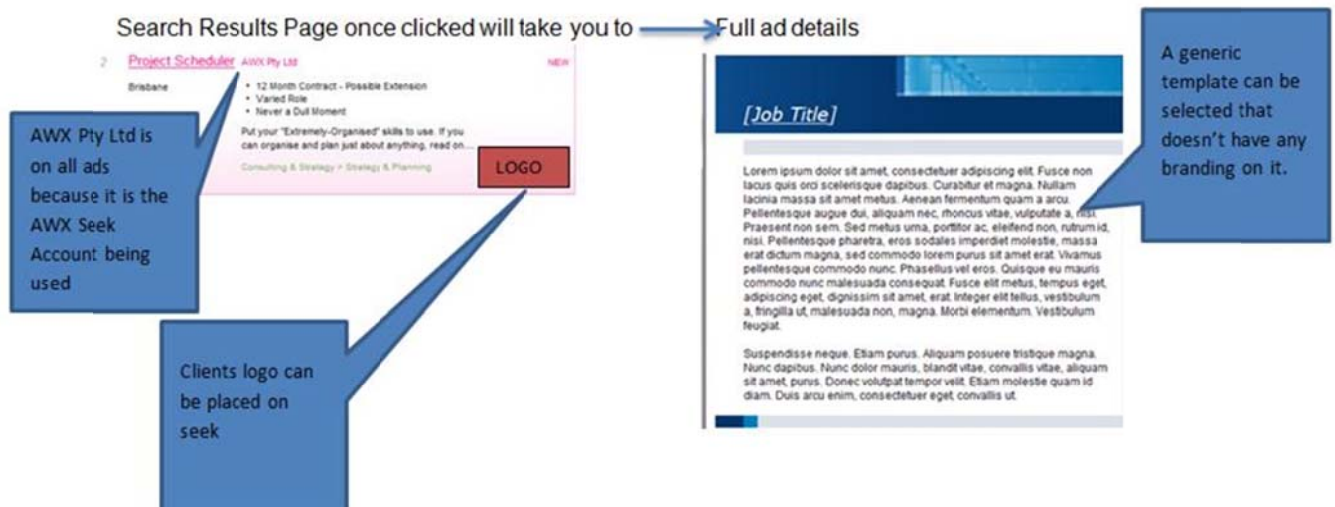 Search Results Page once clicked will take you to
Full ad details
2 Project Scheduler AWX Pty Ltd NEW
Brisbane
• 12 Month Contract - Possible Extension
• Varied Role
• Never a Dull Moment
Put your "Extremely-Organised" skills to use. If you
can organise and plan just about anything, read on...
Consulting & Strategy > Strategy & Planning
LOGO
AWX Pty Ltd is
on all ads
because it is the
AWX Seek
Account being
used
Clients logo can
be placed on
seek
[Job Title]
Lorem ipsum dolor sit amet, consectetuer adipiscing elit. Fusce non
lacus quis orci scelerisque dapibus. Curabitur et magna. Nullam
lacinia massa sit amet metus. Aenean fermentum quam a arcu.
Pellentesque augue dui, aliquam nec, rhoncus vitae, vulputate a, nisi.
Praesent non sem. Sed metus urna, porttitor ac, eleifend non, rutrum id,
nisi. Pellentesque pharetra, eros sodales imperdiet molestie, massa
erat dictum magna, sed commodo lorem purus sit amet erat. Vivamus
pellentesque commodo nunc. Phasellus vel eros. Quisque eu mauris
commodo nunc malesuada consequat. Fusce elit metus, tempus eget,
adipiscing eget, dignissim sit amet, erat. Integer elit tellus, vestibulum
a, fringilla ut, malesuada non, magna. Morbi elementum. Vestibulum
feugiat.
Suspendisse neque. Etiam purus. Aliquam posuere tristique magna.
Nunc dapibus. Nunc dolor mauris, blandit vitae, convallis vitae, aliquam
sit amet, purus. Donec volutpat tempor velit. Etiam molestie quam id
diam. Duis arcu enim, consectetuer eget, convallis ut.
A generic
template can be
selected that
doesn't have any
branding on it.